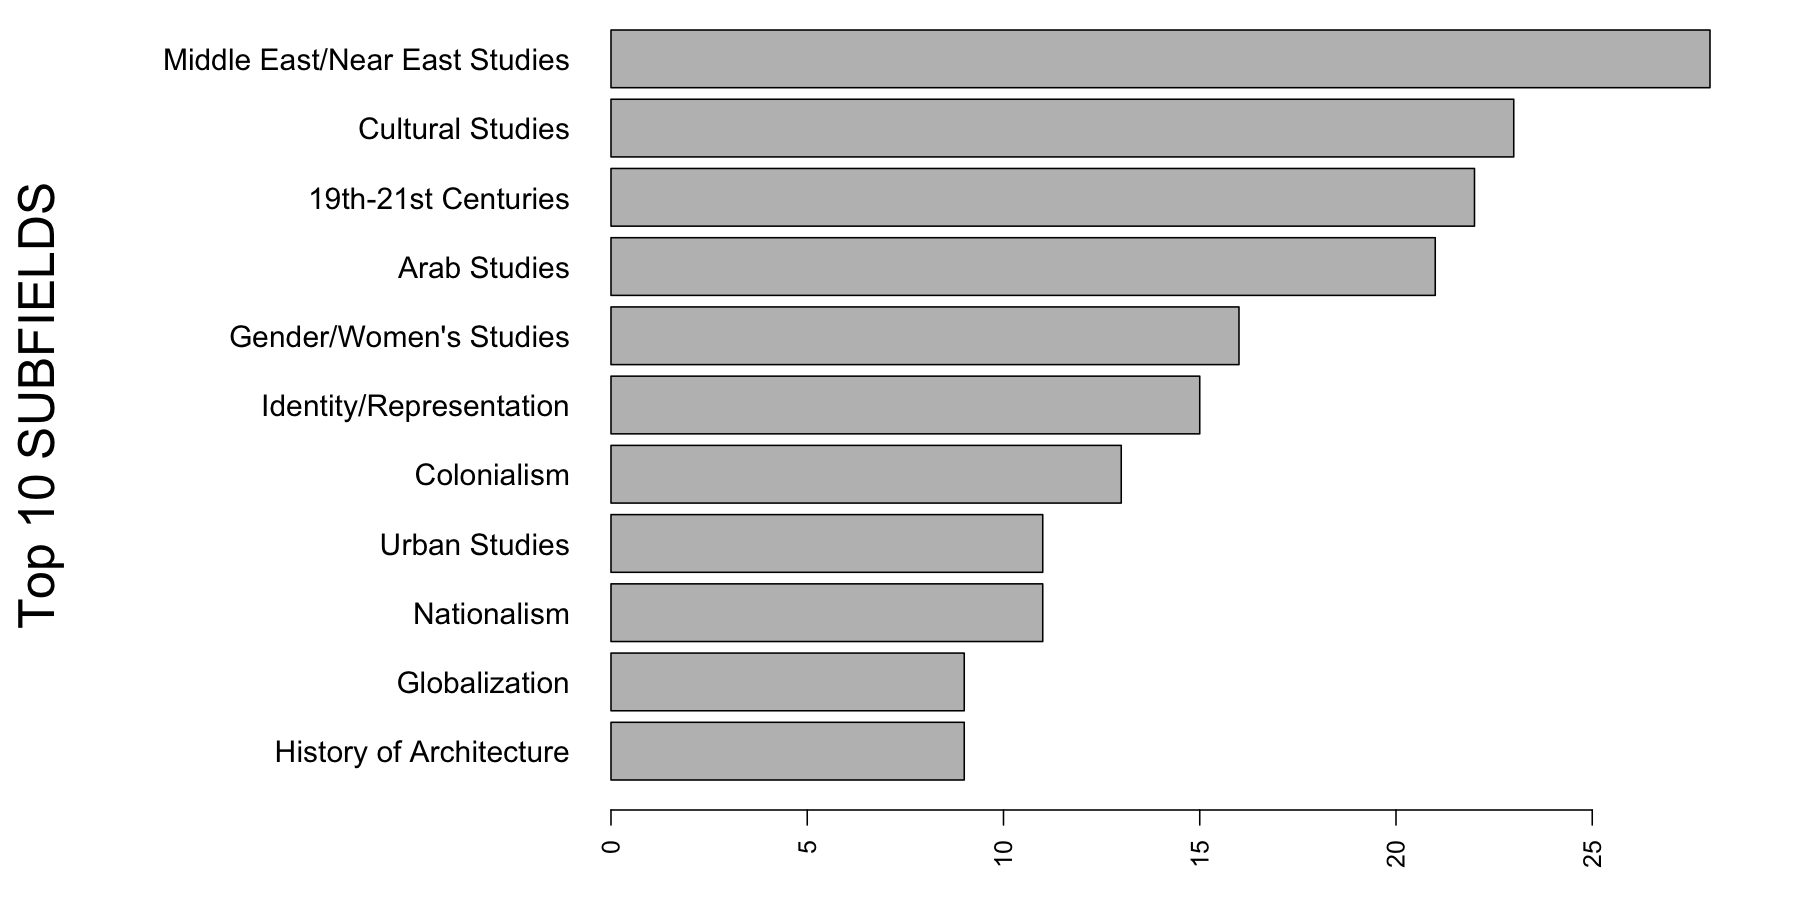 Top 10 SUBFIELDS
Middle East/Near East Studies
Cultural Studies
19th-21st Centuries
Arab Studies
Gender/Women's Studies
Identity/Representation
Colonialism
Urban Studies
Nationalism
Globalization
History of Architecture
0 5 10 15 20 25